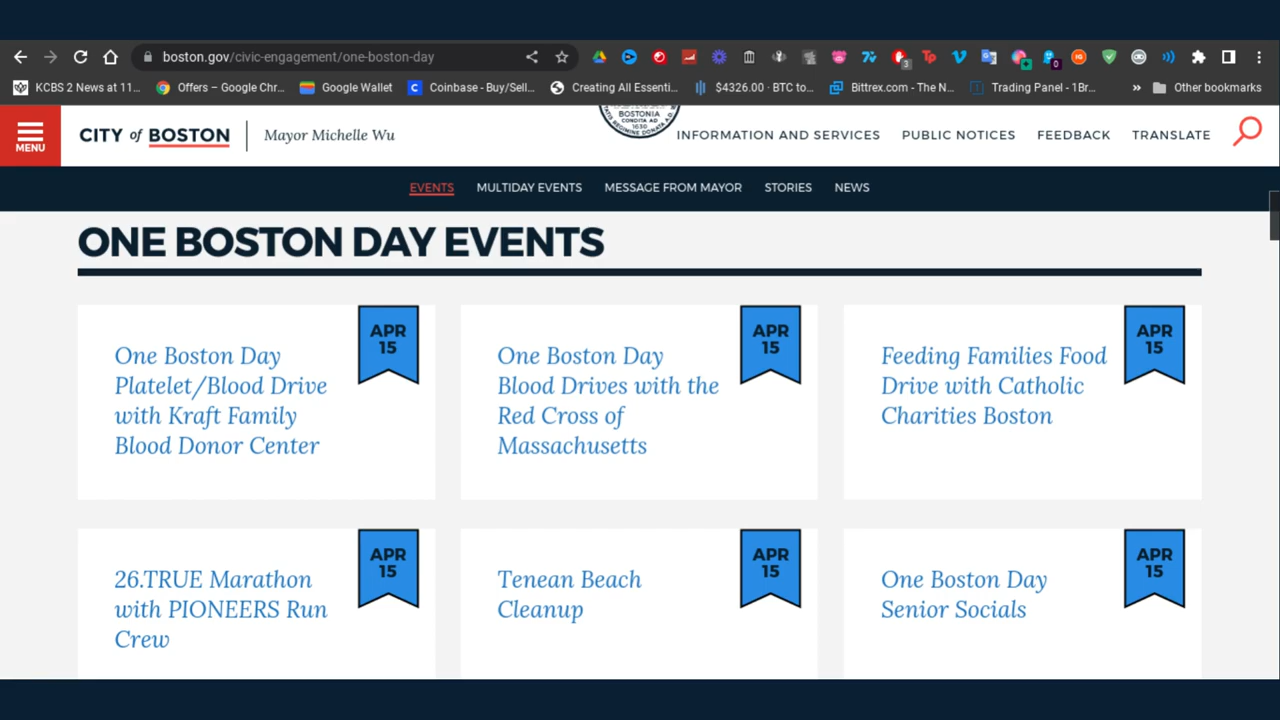 boston.gov/civic-engagement/one-boston-day
KCBS 2 News at 11...
Offers – Google Chr...
Google Wallet
Coinbase - Buy/Sell...
Creating All Essenti...
$4326.00 · BTC to...
Bittrex.com - The N...
Trading Panel - 1Br...
»
Other bookmarks
MENU
CITY of BOSTON
Mayor Michelle Wu
BOSTONIA
CONDITA AD
1630
INFORMATION AND SERVICES
PUBLIC NOTICES
FEEDBACK
TRANSLATE
EVENTS
MULTIDAY EVENTS
MESSAGE FROM MAYOR
STORIES
NEWS
ONE BOSTON DAY EVENTS
APR
15
One Boston Day
Platelet/Blood Drive
with Kraft Family
Blood Donor Center
APR
15
One Boston Day
Blood Drives with the
Red Cross of
Massachusetts
APR
15
Feeding Families Food
Drive with Catholic
Charities Boston
APR
15
26.TRUE Marathon
with PIONEERS Run
Crew
APR
15
Tenean Beach
Cleanup
APR
15
One Boston Day
Senior Socials